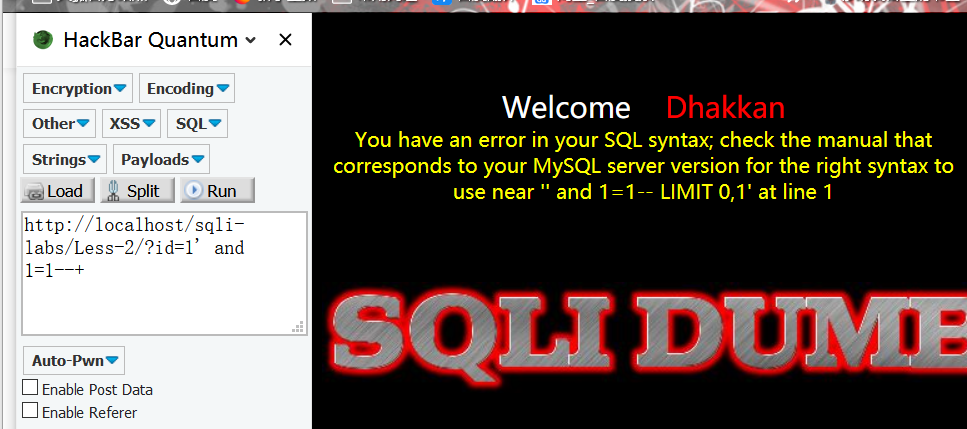 HackBar Quantum
Encryption
Encoding
Other
XSS
SQL
Strings
Payloads
Load
Split
Run
http://localhost/sqli-
labs/Less-2/?id=1' and
1=1--+
Auto-Pwn
Enable Post Data
Enable Referer
Welcome Dhakkan
You have an error in your SQL syntax; check the manual that
corresponds to your MySQL server version for the right syntax to
use near '' and 1=1-- LIMIT 0,1' at line 1
SQLI DUMB